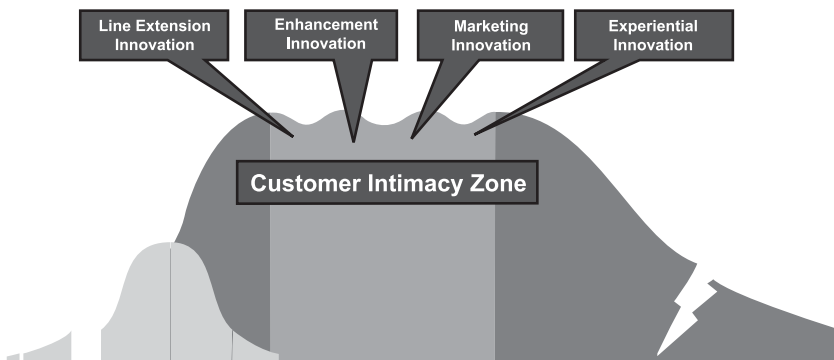 Line Extension
Innovation
Enhancement
Innovation
Marketing
Innovation
Experiential
Innovation
Customer Intimacy Zone